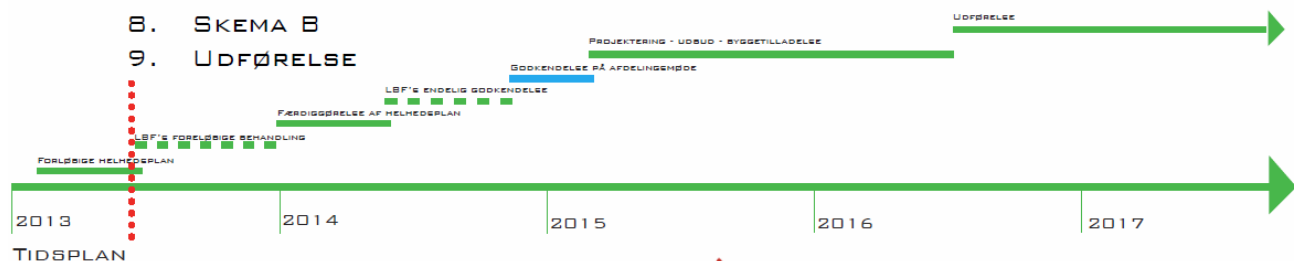 8. SKEMA B
9. UDFØRELSE
UDFØRELSE
PROJEKTERING - UDBUD - BYGGETILLADELSE
GODKENDELSE PÅ AFDELINGSMØDE
LBF'S ENDELIG GODKENDELSE
FÆRDIGGØRELSE AF HELHEDSPLAN
LBF'S FORELØBIGE BEHANDLING
FORLØBIGE HELHEDSPLAN
2013 2014 2015 2016 2017
TIDSPLAN